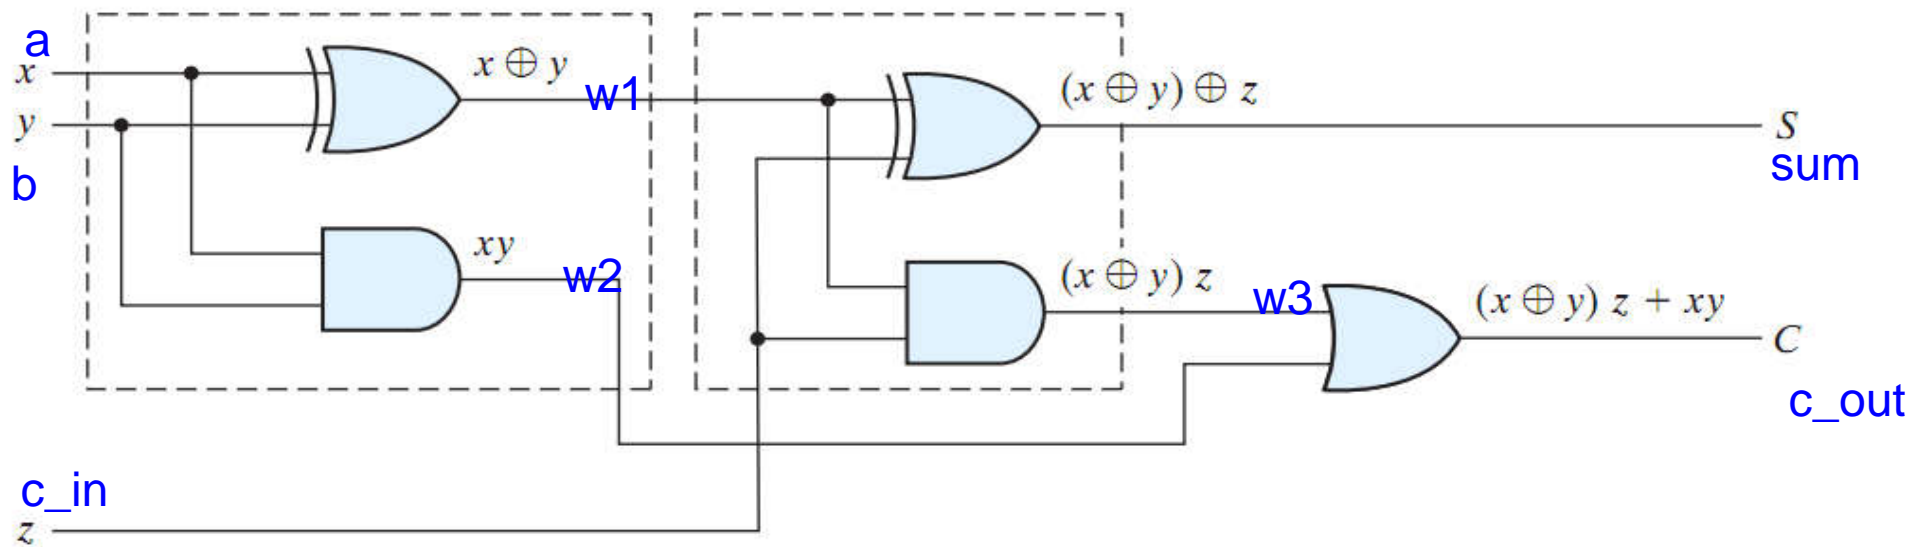 a
x
y
b
x ⊕ y
w1
xy
w2
(x ⊕ y) ⊕ z
S
sum
(x ⊕ y) z
w3
(x ⊕ y) z + xy
C
c_out
c_in
z